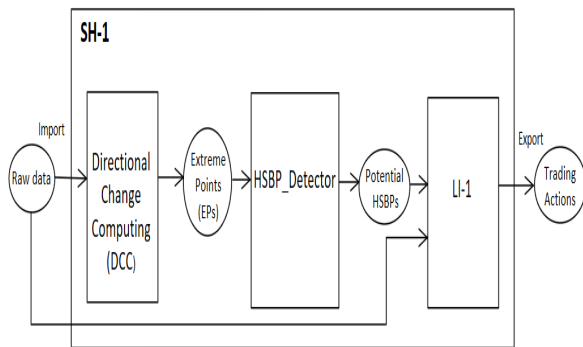 SH-1
Import
Raw data
Directional
Change
Computing
(DCC)
Extreme
Points
(EPs)
HSBP_Detector
Potential
HSBPs
LI-1
Export
Trading
Actions